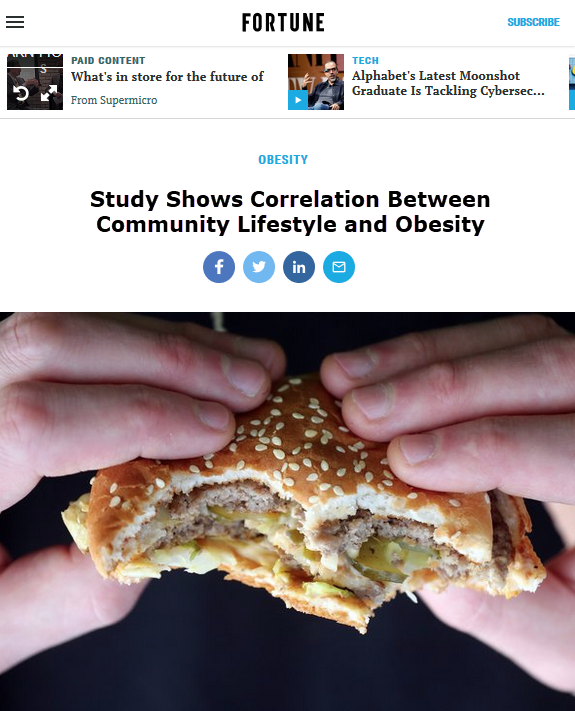 FORTUNE
SUBSCRIBE
PAID CONTENT
What's in store for the future of
From Supermicro
TECH
Alphabet's Latest Moonshot
Graduate Is Tackling Cybersec...
OBESITY
Study Shows Correlation Between
Community Lifestyle and Obesity
f
in